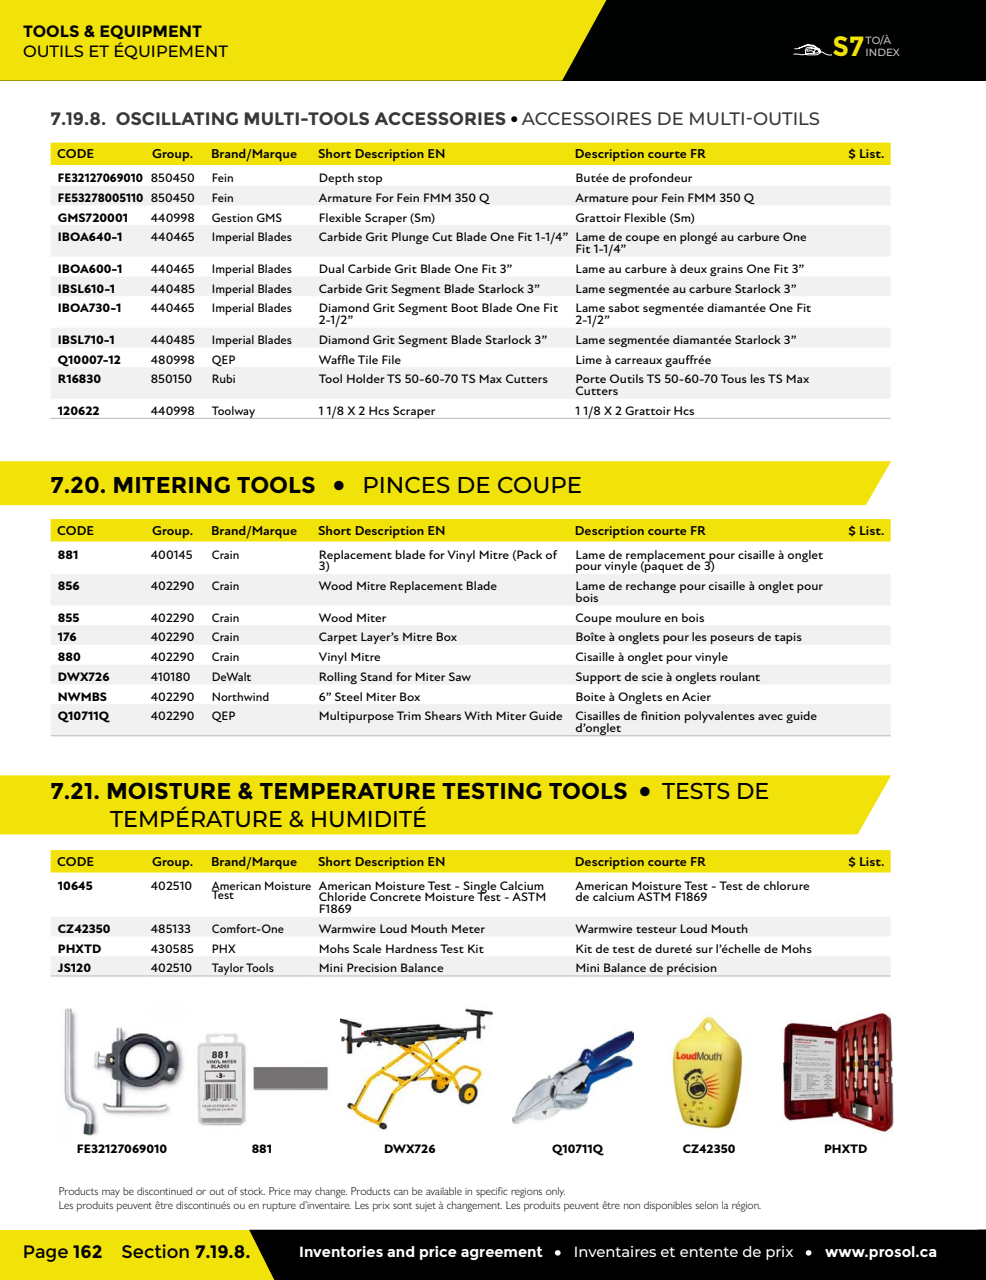 TOOLS & EQUIPMENT
OUTILS ET ÉQUIPEMENT
S7 TO/À INDEX
7.19.8. OSCILLATING MULTI-TOOLS ACCESSORIES • ACCESSOIRES DE MULTI-OUTILS
CODE Group. Brand/Marque Short Description EN Description courte FR $ List.
FE32127069010 850450 Fein Depth stop Butée de profondeur
FE53278005110 850450 Fein Armature For Fein FMM 350 Q Armature pour Fein FMM 350 Q
GMS720001 440998 Gestion GMS Flexible Scraper (Sm) Grattoir Flexible (Sm)
IBOA640-1 440465 Imperial Blades Carbide Grit Plunge Cut Blade One Fit 1-1/4” Lame de coupe en plongé au carbure One
Fit 1-1/4”
IBOA600-1 440465 Imperial Blades Dual Carbide Grit Blade One Fit 3” Lame au carbure à deux grains One Fit 3”
IBSL610-1 440485 Imperial Blades Carbide Grit Segment Blade Starlock 3” Lame segmentée au carbure Starlock 3”
IBOA730-1 440465 Imperial Blades Diamond Grit Segment Boot Blade One Fit Lame sabot segmentée diamantée One Fit
2-1/2” 2-1/2”
IBSL710-1 440485 Imperial Blades Diamond Grit Segment Blade Starlock 3” Lame segmentée diamantée Starlock 3”
Q10007-12 480998 QEP Waffle Tile File Lime à carreaux gauffrée
R16830 850150 Rubi Tool Holder TS 50-60-70 TS Max Cutters Porte Outils TS 50-60-70 Tous les TS Max
Cutters
120622 440998 Toolway 1 1/8 X 2 Hcs Scraper 1 1/8 X 2 Grattoir Hcs
7.20. MITERING TOOLS • PINCES DE COUPE
CODE Group. Brand/Marque Short Description EN Description courte FR $ List.
881 400145 Crain Replacement blade for Vinyl Mitre (Pack of Lame de remplacement pour cisaille à onglet
3) pour vinyle (paquet de 3)
856 402290 Crain Wood Mitre Replacement Blade Lame de rechange pour cisaille à onglet pour
bois
855 402290 Crain Wood Miter Coupe moulure en bois
176 402290 Crain Carpet Layer’s Mitre Box Boîte à onglets pour les poseurs de tapis
880 402290 Crain Vinyl Mitre Cisaille à onglet pour vinyle
DWX726 410180 DeWalt Rolling Stand for Miter Saw Support de scie à onglets roulant
NWMBS 402290 Northwind 6” Steel Miter Box Boite à Onglets en Acier
Q10711Q 402290 QEP Multipurpose Trim Shears With Miter Guide Cisailles de finition polyvalentes avec guide
d’onglet
7.21. MOISTURE & TEMPERATURE TESTING TOOLS • TESTS DE
TEMPÉRATURE & HUMIDITÉ
CODE Group. Brand/Marque Short Description EN Description courte FR $ List.
10645 402510 American Moisture American Moisture Test - Single Calcium American Moisture Test - Test de chlorure
Test Chloride Concrete Moisture Test - ASTM de calcium ASTM F1869
F1869
CZ42350 485133 Comfort-One Warmwire Loud Mouth Meter Warmwire testeur Loud Mouth
PHXTD 430585 PHX Mohs Scale Hardness Test Kit Kit de test de dureté sur l’échelle de Mohs
JS120 402510 Taylor Tools Mini Precision Balance Mini Balance de précision
881
VINYL MITER
BLADES
-3-
LoudMouth
FE32127069010 881 DWX726 Q10711Q CZ42350 PHXTD
Products may be discontinued or out of stock. Price may change. Products can be available in specific regions only.
Les produits peuvent être discontinués ou en rupture d’inventaire. Les prix sont sujet à changement. Les produits peuvent être non disponibles selon la région.
Page 162 Section 7.19.8. Inventories and price agreement • Inventaires et entente de prix • www.prosol.ca